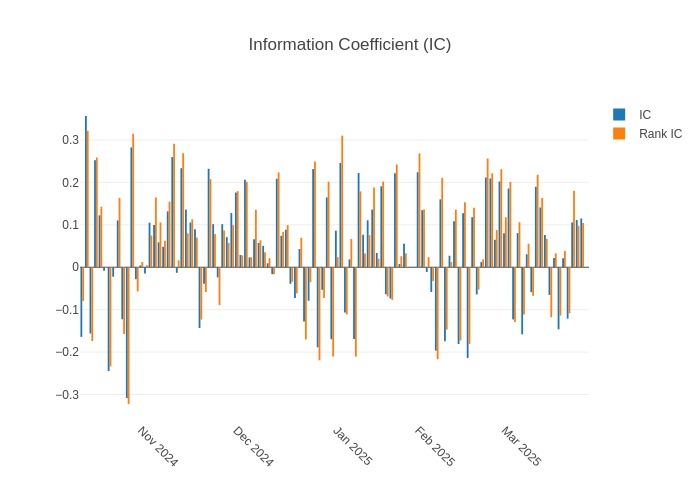 Information Coefficient (IC)
IC
Rank IC
0.3
0.2
0.1
0
−0.1
−0.2
−0.3
Nov 2024
Dec 2024
Jan 2025
Feb 2025
Mar 2025